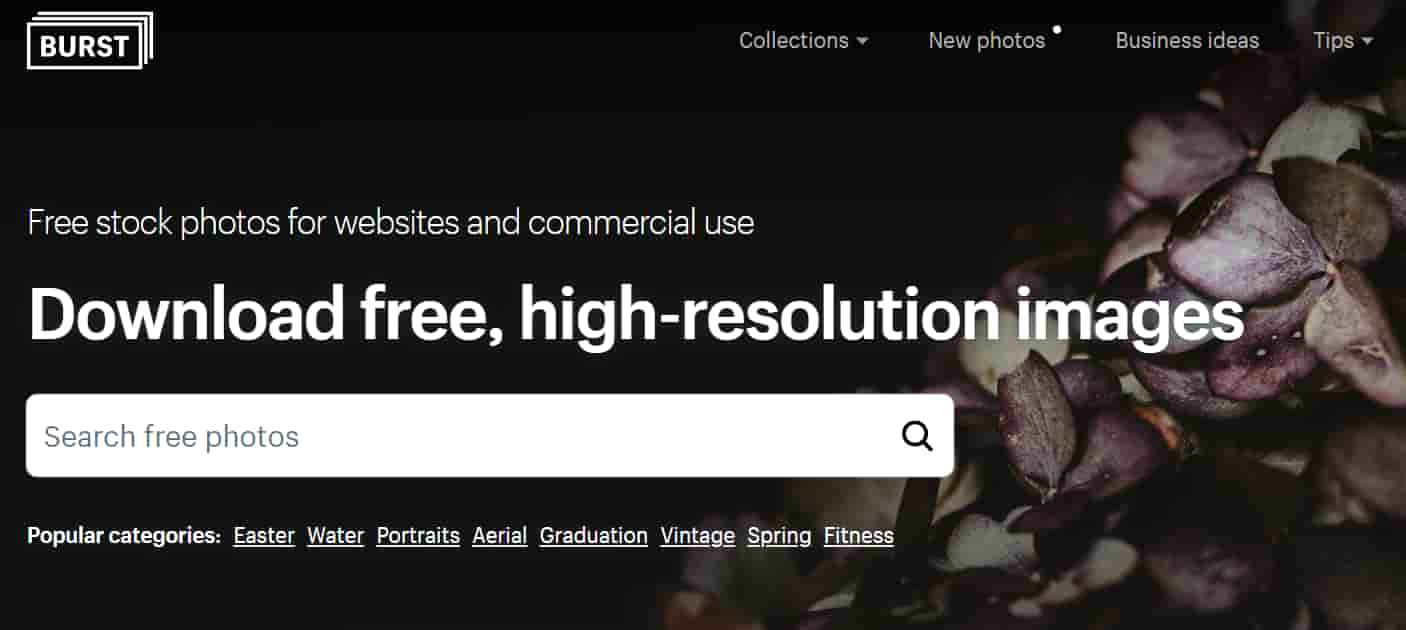 BURST
Collections New photos Business ideas Tips
Free stock photos for websites and commercial use
Download free, high-resolution images
Search free photos
Popular categories: Easter Water Portraits Aerial Graduation Vintage Spring Fitness